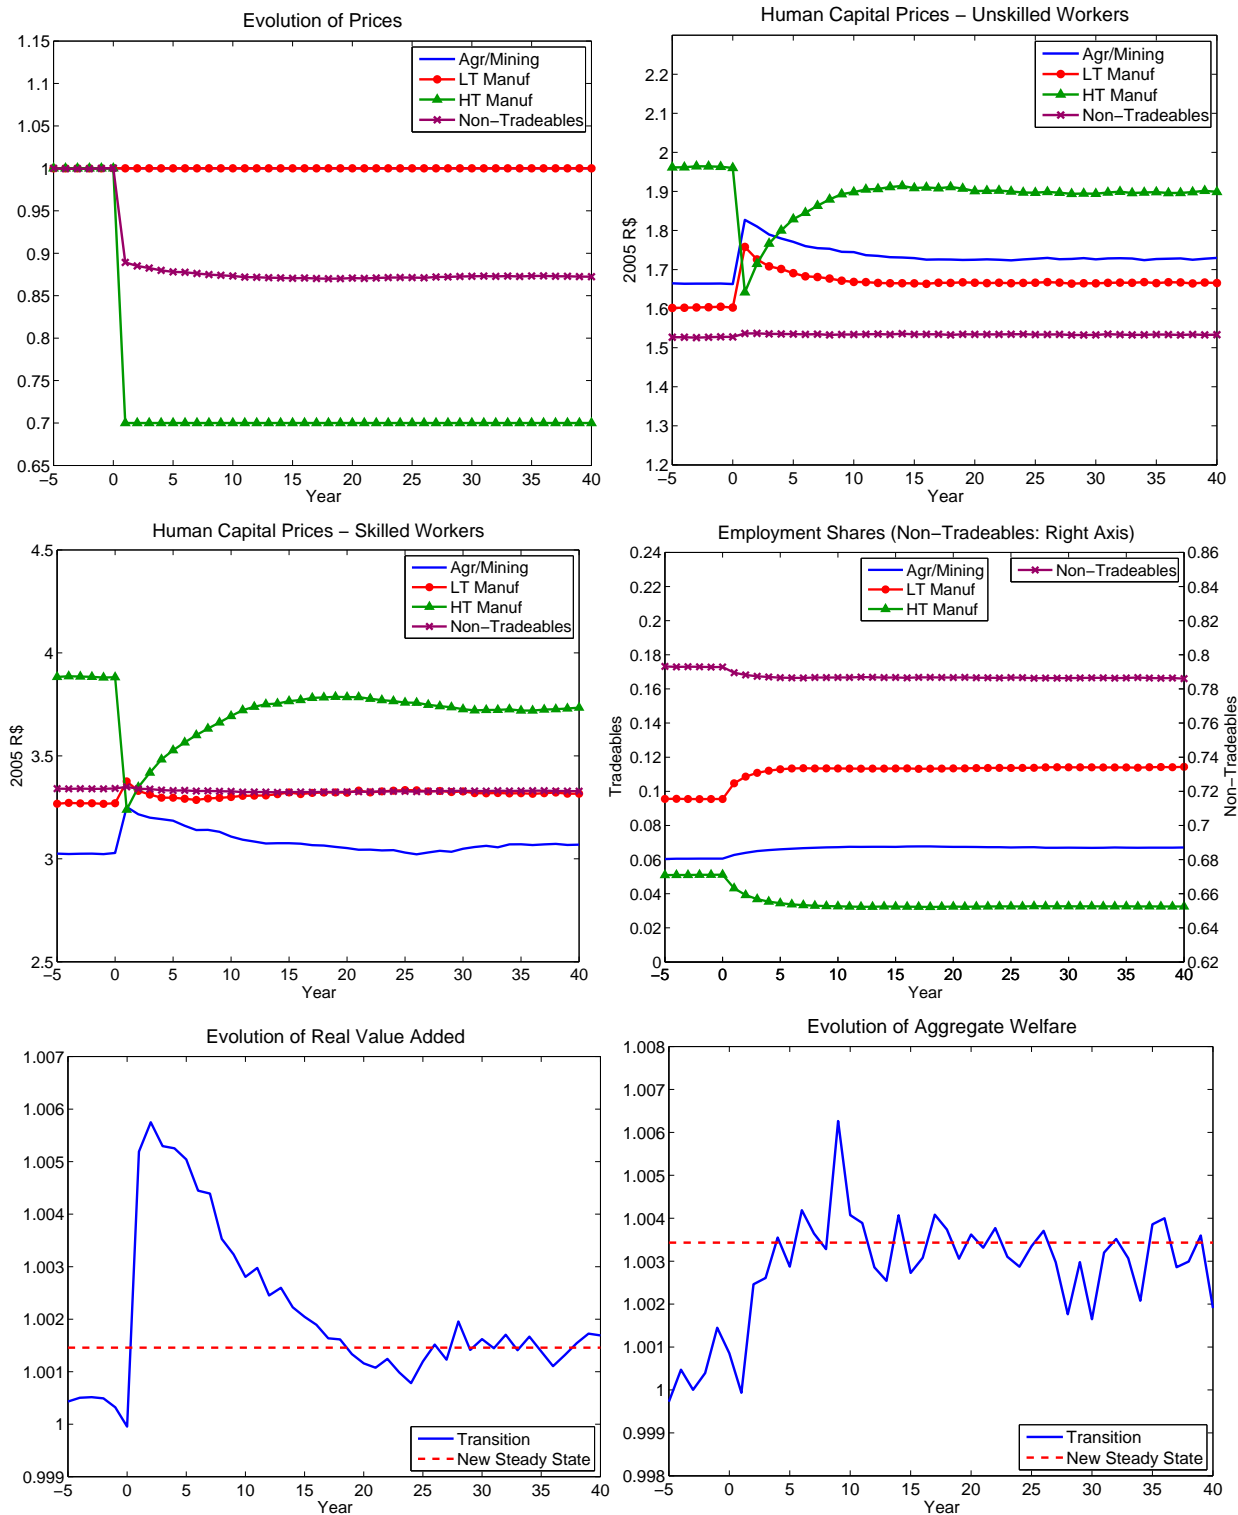 Evolution of Prices
1.15
1.1
1.05
1
0.95
0.9
0.85
0.8
0.75
0.7
0.65
−5 0 5 10 15 20 25 30 35 40
Year
Agr/Mining
LT Manuf
HT Manuf
Non−Tradeables
Human Capital Prices − Unskilled Workers
2.2
2.1
2
1.9
1.8
1.7
1.6
1.5
1.4
1.3
1.2
2005 R$
−5 0 5 10 15 20 25 30 35 40
Year
Agr/Mining
LT Manuf
HT Manuf
Non−Tradeables
Human Capital Prices − Skilled Workers
4.5
4
3.5
3
2.5
2005 R$
−5 0 5 10 15 20 25 30 35 40
Year
Agr/Mining
LT Manuf
HT Manuf
Non−Tradeables
Employment Shares (Non−Tradeables: Right Axis)
0.24
0.22
0.2
0.18
0.16
0.14
0.12
0.1
0.08
0.06
0.04
0.02
0
Tradeables
−5 0 5 10 15 20 25 30 35 40
Year
Agr/Mining
LT Manuf
HT Manuf
Non−Tradeables
0.86
0.84
0.82
0.8
0.78
0.76
0.74
0.72
0.7
0.68
0.66
0.64
0.62
Non−Tradeables
Evolution of Real Value Added
1.007
1.006
1.005
1.004
1.003
1.002
1.001
1
0.999
−5 0 5 10 15 20 25 30 35 40
Year
Transition
New Steady State
Evolution of Aggregate Welfare
1.008
1.007
1.006
1.005
1.004
1.003
1.002
1.001
1
0.999
0.998
−5 0 5 10 15 20 25 30 35 40
Year
Transition
New Steady State